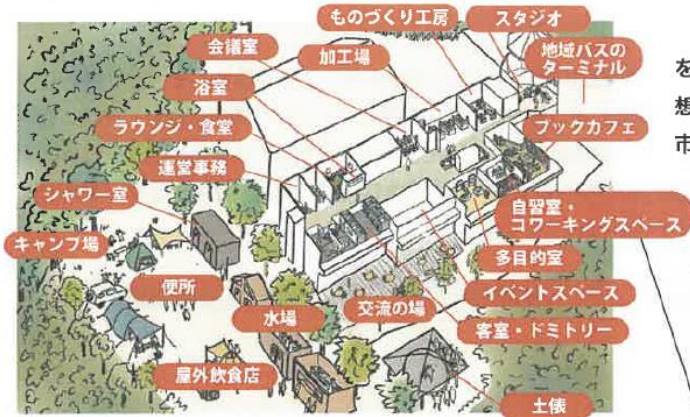 ものづくり工房
スタジオ
会議室
加工場
地域バスの
ターミナル
浴室
ラウンジ・食堂
ブックカフェ
運営事務
シャワー室
自習室・
コワーキングスペース
キャンプ場
多目的室
便所
イベントスペース
水場
交流の場
客室・ドミトリー
屋外飲食店
土俵
を
想
市